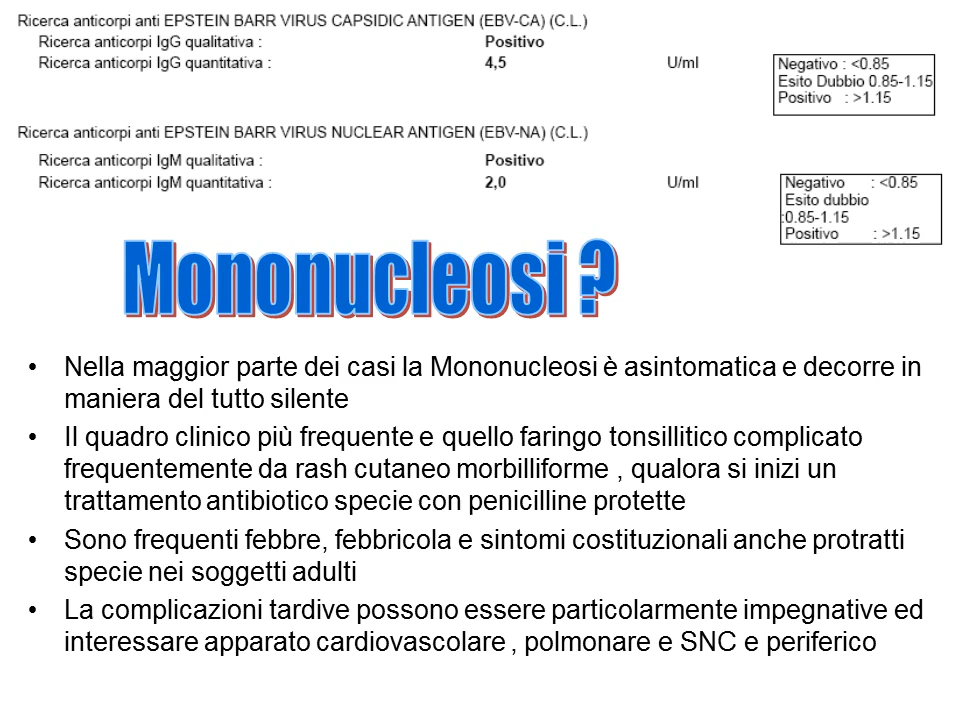 Ricerca anticorpi anti EPSTEIN BARR VIRUS CAPSIDIC ANTIGEN (EBV-CA) (C.L.)
Ricerca anticorpi IgG qualitativa : Positivo
Ricerca anticorpi IgG quantitativa : 4,5 U/ml
Negativo : <0.85
Esito Dubbio 0.85-1.15
Positivo : >1.15
Ricerca anticorpi anti EPSTEIN BARR VIRUS NUCLEAR ANTIGEN (EBV-NA) (C.L.)
Ricerca anticorpi IgM qualitativa : Positivo
Ricerca anticorpi IgM quantitativa : 2,0 U/ml
Negativo : <0.85
Esito dubbio
:0.85-1.15
Positivo : >1.15
Mononucleosi ?
• Nella maggior parte dei casi la Mononucleosi è asintomatica e decorre in
maniera del tutto silente
• Il quadro clinico più frequente e quello faringo tonsillitico complicato
frequentemente da rash cutaneo morbilliforme , qualora si inizi un
trattamento antibiotico specie con penicilline protette
• Sono frequenti febbre, febbricola e sintomi costituzionali anche protratti
specie nei soggetti adulti
• La complicazioni tardive possono essere particolarmente impegnative ed
interessare apparato cardiovascolare , polmonare e SNC e periferico